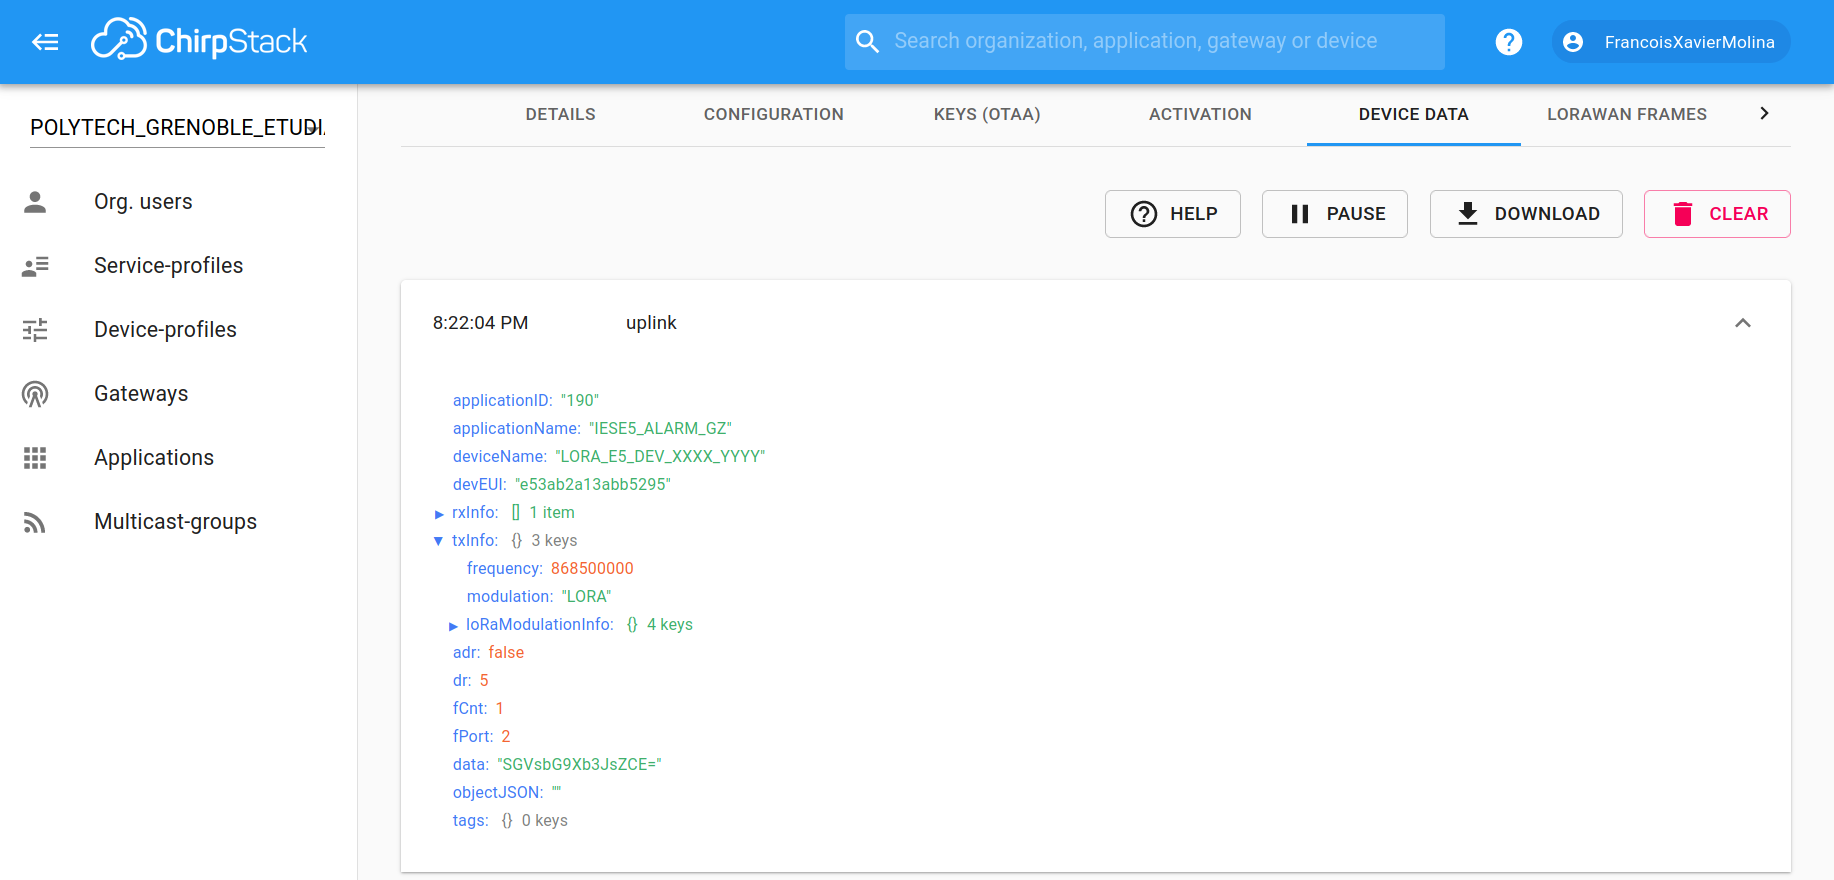 ChirpStack
Search organization, application, gateway or device
FrancoisXavierMolina
POLYTECH_GRENOBLE_ETUDI
Org. users
Service-profiles
Device-profiles
Gateways
Applications
Multicast-groups
DETAILS
CONFIGURATION
KEYS (OTAA)
ACTIVATION
DEVICE DATA
LORAWAN FRAMES
HELP
PAUSE
DOWNLOAD
CLEAR
8:22:04 PM uplink
applicationID: "190"
applicationName: "IESE5_ALARM_GZ"
deviceName: "LORA_E5_DEV_XXXX_YYYY"
devEUI: "e53ab2a13abb5295"
▶ rxInfo: [] 1 item
▼ txInfo: {} 3 keys
frequency: 868500000
modulation: "LORA"
▶ loRaModulationInfo: {} 4 keys
adr: false
dr: 5
fCnt: 1
fPort: 2
data: "SGVsbG9Xb3JsZCE="
objectJSON: ""
tags: {} 0 keys